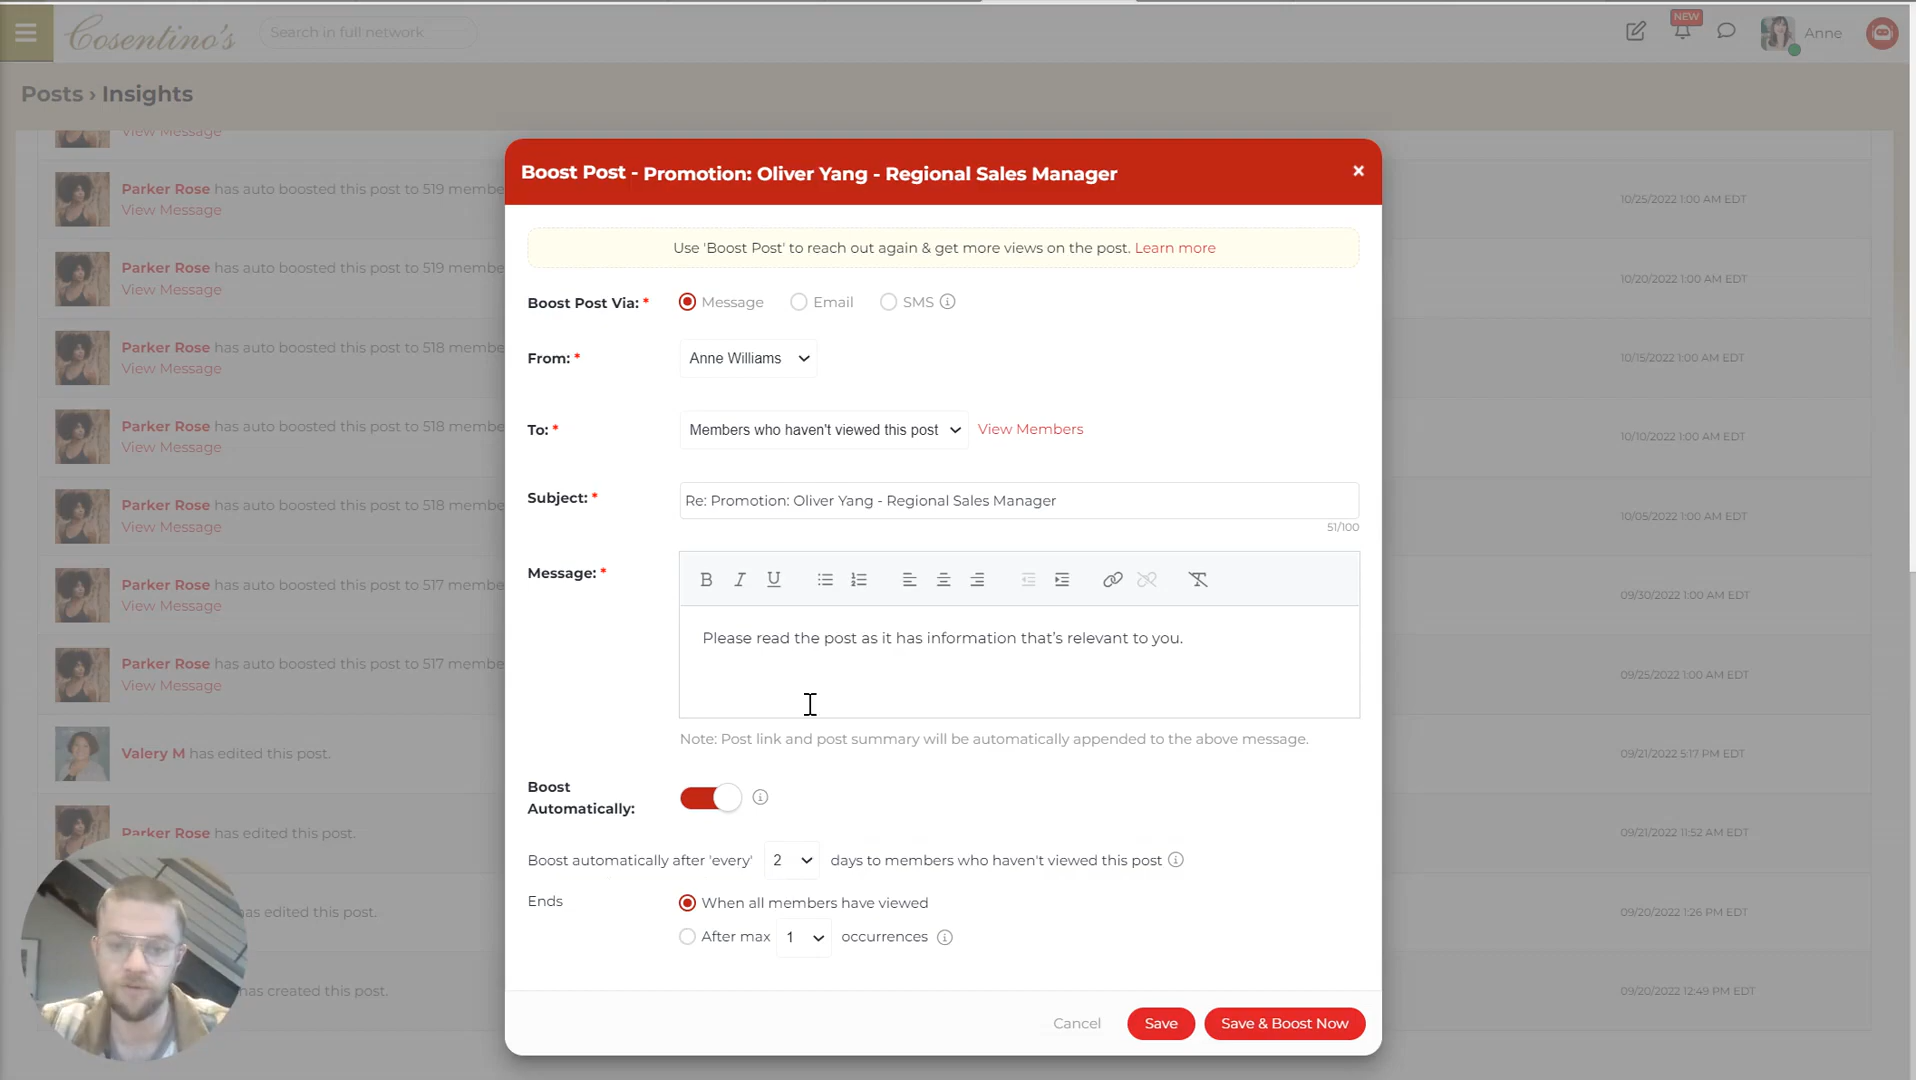 Cosentino's
Search in full network
NEW
Anne
Posts › Insights
View Message
Parker Rose has auto boosted this post to 519 membe
View Message
10/25/2022 1:00 AM EDT
Parker Rose has auto boosted this post to 519 membe
View Message
10/20/2022 1:00 AM EDT
Parker Rose has auto boosted this post to 518 membe
View Message
10/15/2022 1:00 AM EDT
Parker Rose has auto boosted this post to 518 membe
View Message
10/10/2022 1:00 AM EDT
Parker Rose has auto boosted this post to 518 membe
View Message
10/05/2022 1:00 AM EDT
Parker Rose has auto boosted this post to 517 membe
View Message
09/30/2022 1:00 AM EDT
Parker Rose has auto boosted this post to 517 membe
View Message
09/25/2022 1:00 AM EDT
Valery M has edited this post.
09/21/2022 5:17 PM EDT
Parker Rose has edited this post.
09/21/2022 11:52 AM EDT
has edited this post.
09/20/2022 1:26 PM EDT
has created this post.
09/20/2022 12:49 PM EDT
Boost Post - Promotion: Oliver Yang - Regional Sales Manager
×
Use 'Boost Post' to reach out again & get more views on the post. Learn more
Boost Post Via: * Message Email SMS
From: * Anne Williams
To: * Members who haven't viewed this post View Members
Subject: * Re: Promotion: Oliver Yang - Regional Sales Manager
51/100
Message: *
B I U
Please read the post as it has information that's relevant to you.
Note: Post link and post summary will be automatically appended to the above message.
Boost
Automatically:
Boost automatically after 'every' 2 days to members who haven't viewed this post
Ends When all members have viewed
After max 1 occurrences
Cancel Save Save & Boost Now